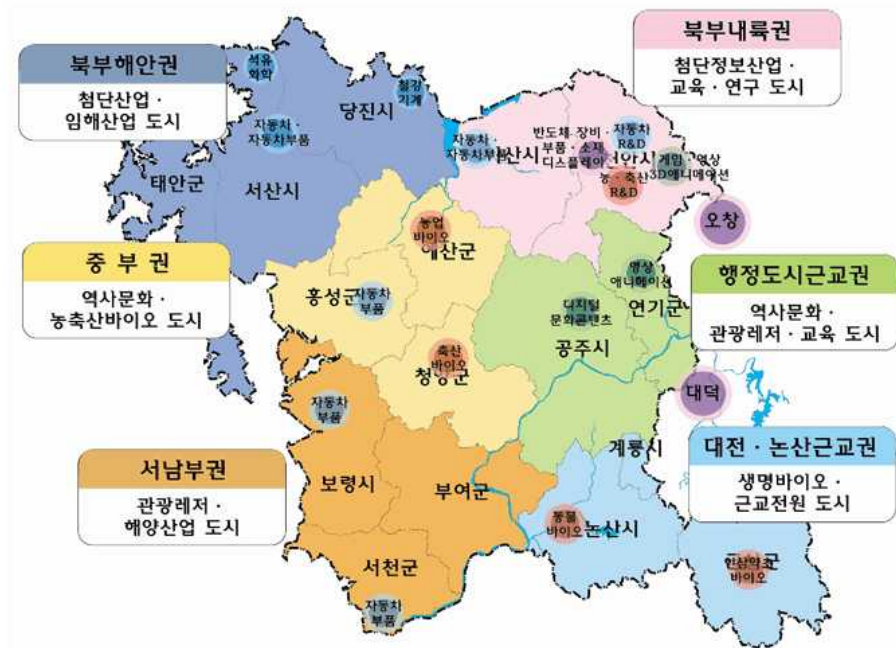 북부해안권
첨단산업 ·
임해산업 도시
북부내륙권
첨단정보산업 ·
교육 · 연구 도시
석유
화학
철강
기계
당진시
자동차 ·
자동차부품
태안군
서산시
자동차 ·
자동차부품
산시
반도체 · 장비 ·
부품 · 소재
디스플레이
자동차
R&D
안시
게임 · 영상
3D애니메이션
농 · 축산
R&D
오창
중 부 권
역사문화 ·
농축산바이오 도시
농업
바이오
예산군
홍성군
자동차
부품
영상
애니메이션
연기군
디지털
문화콘텐츠
공주시
행정도시근교권
역사문화 ·
관광레저 · 교육 도시
축산
바이오
청양군
대덕
자동차
부품
보령시
부여군
계룡시
대전 · 논산근교권
생명바이오 ·
근교전원 도시
서남부권
관광레저 ·
해양산업 도시
동물
바이오
논산시
서천군
자동차
부품
인삼약초
바이오
군